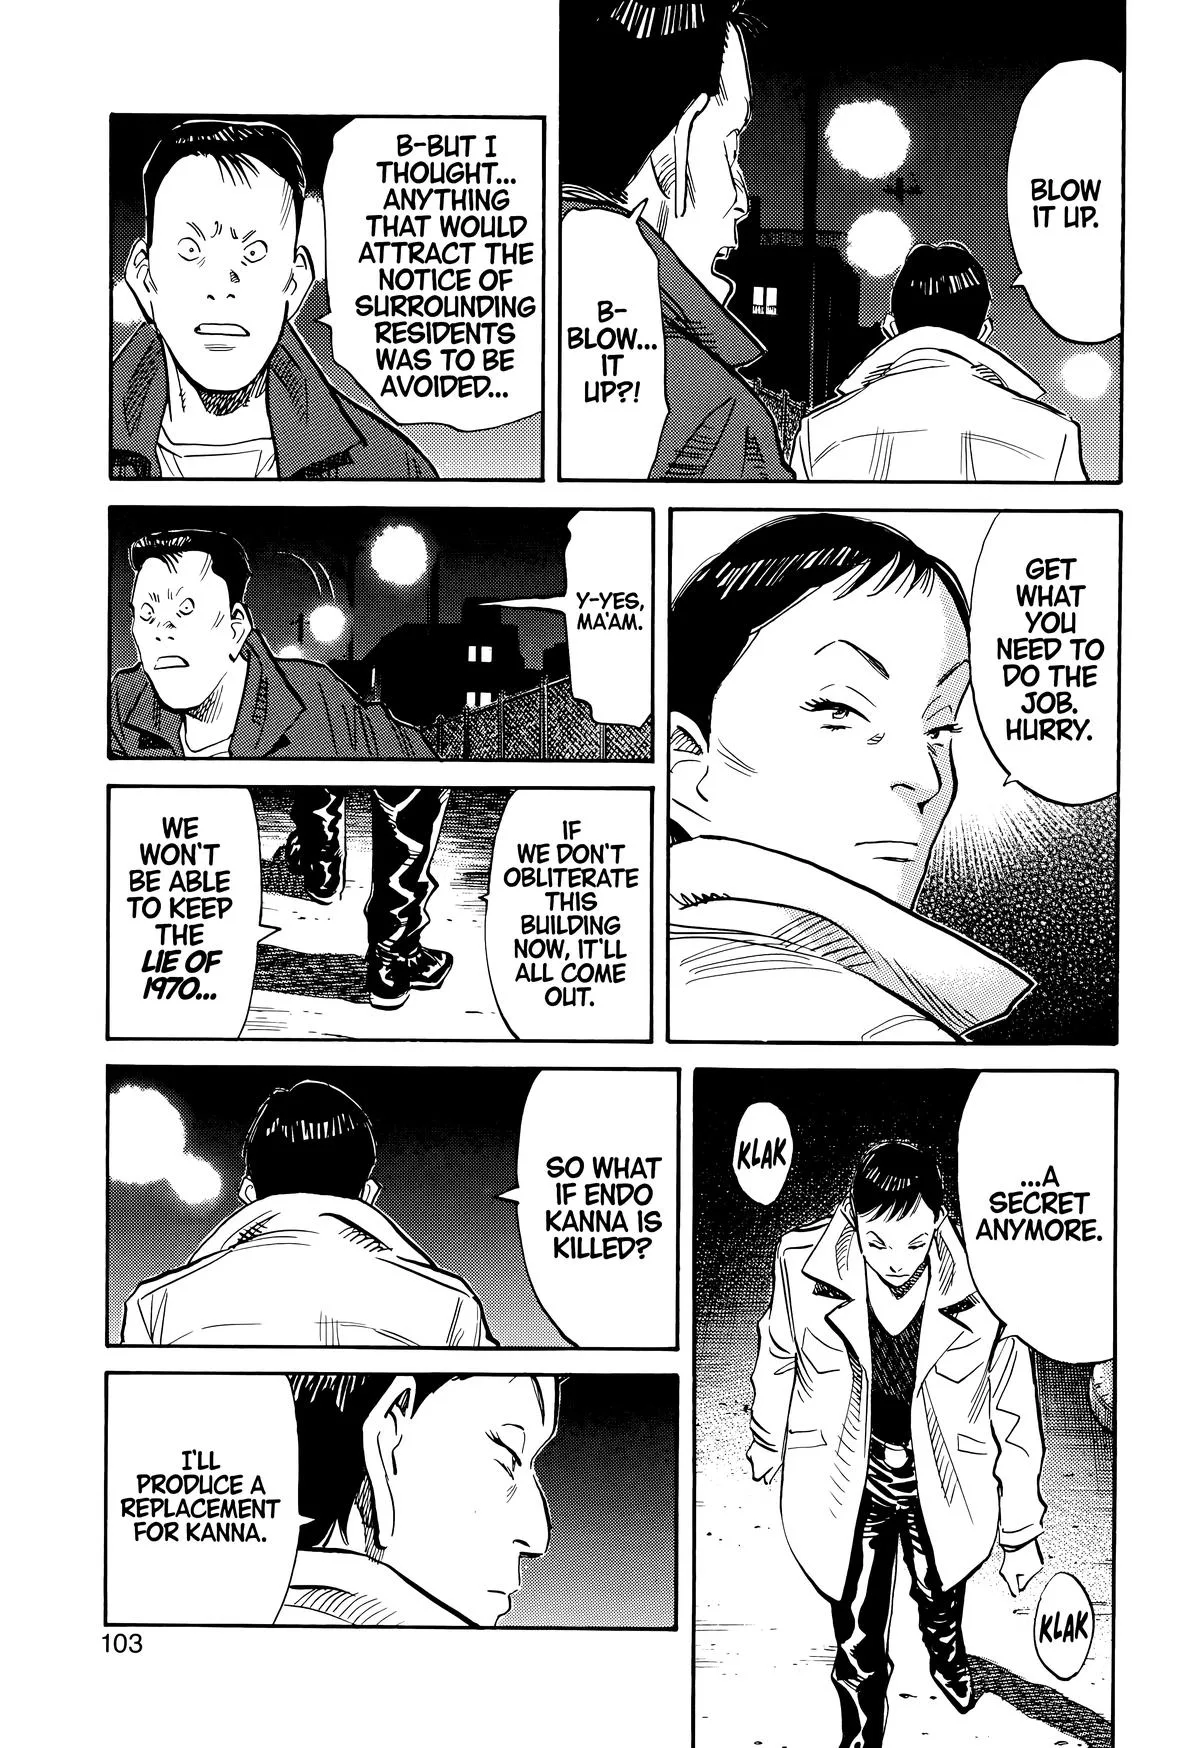 BLOW
IT UP.
B-
BLOW...
IT
UP?!
B-BUT I
THOUGHT...
ANYTHING
THAT WOULD
ATTRACT THE
NOTICE OF
SURROUNDING
RESIDENTS
WAS TO BE
AVOIDED...
GET
WHAT
YOU
NEED TO
DO THE
JOB.
HURRY.
Y-YES,
MA'AM.
IF
WE DON'T
OBLITERATE
THIS
BUILDING
NOW, IT'LL
ALL COME
OUT.
WE
WON'T
BE ABLE
TO KEEP
THE
LIE OF
1970...
...A
SECRET
ANYMORE.
KLAK
KLAK
SO WHAT
IF ENDO
KANNA IS
KILLED?
I'LL
PRODUCE A
REPLACEMENT
FOR KANNA.
103